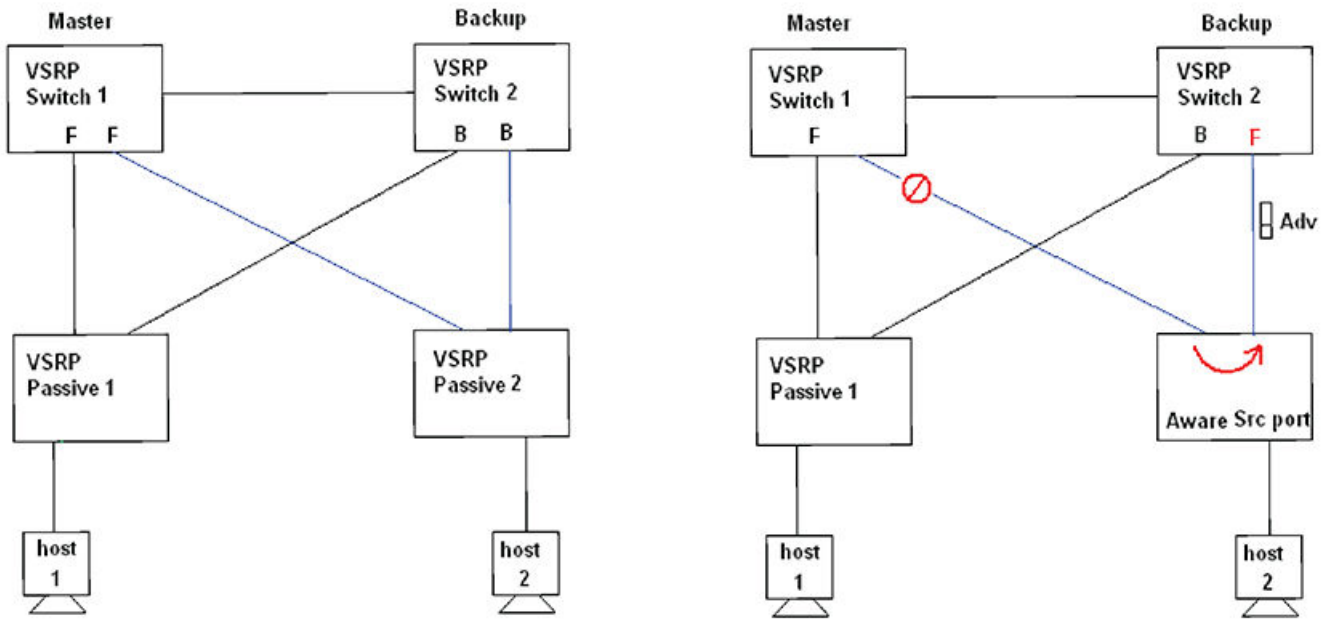 Master
Backup
VSRP
Switch 1
F F
VSRP
Switch 2
B B
VSRP
Passive 1
VSRP
Passive 2
host
1
host
2
Master
Backup
VSRP
Switch 1
F
VSRP
Switch 2
B F
Adv
VSRP
Passive 1
Aware Src port
host
1
host
2